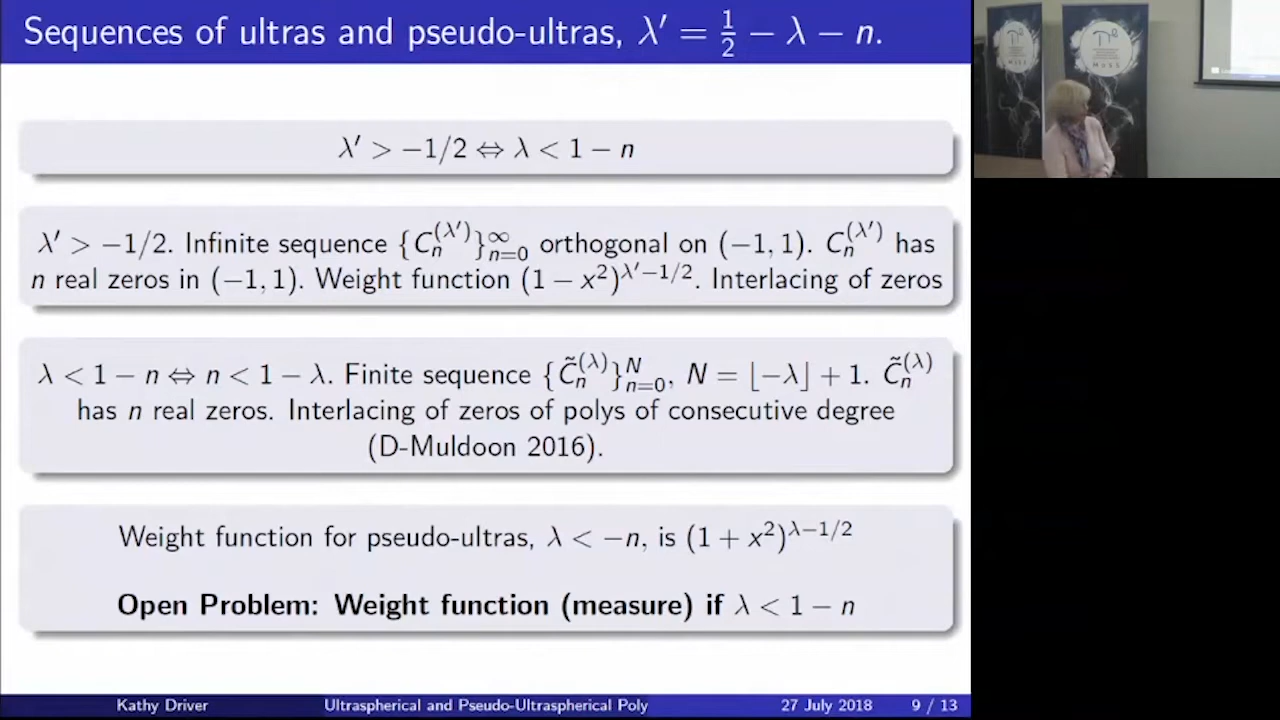 Sequences of ultras and pseudo-ultras, λ′ = 1/2 − λ − n.
λ′ > −1/2 ⇔ λ < 1 − n
λ′ > −1/2. Infinite sequence {C_n^(λ′)}_{n=0}^∞ orthogonal on (−1, 1). C_n^(λ′) has
n real zeros in (−1, 1). Weight function (1 − x²)^{λ′−1/2}. Interlacing of zeros
λ < 1 − n ⇔ n < 1 − λ. Finite sequence {C̃_n^(λ)}_{n=0}^N, N = ⌊−λ⌋ + 1. C̃_n^(λ)
has n real zeros. Interlacing of zeros of polys of consecutive degree
(D-Muldoon 2016).
Weight function for pseudo-ultras, λ < −n, is (1 + x²)^{λ−1/2}
Open Problem: Weight function (measure) if λ < 1 − n
Kathy Driver Ultraspherical and Pseudo-Ultraspherical Poly 27 July 2018 9 / 13